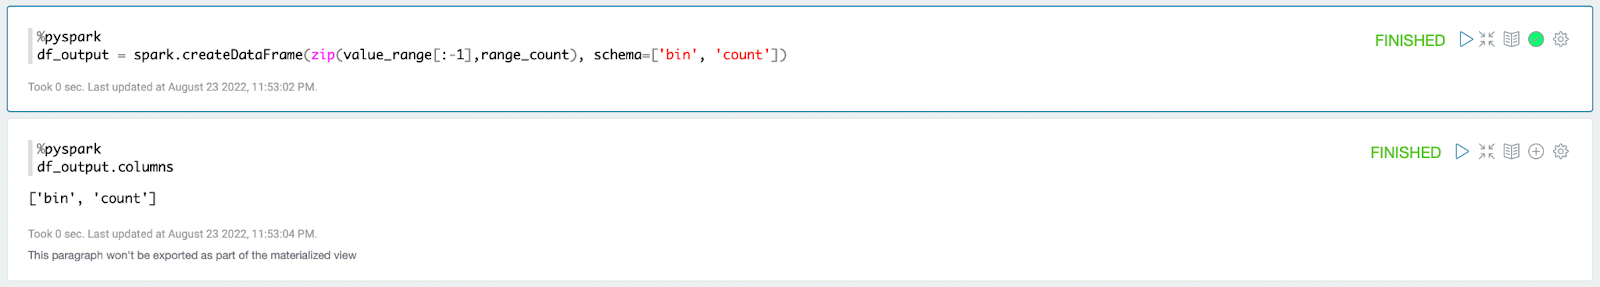 %pyspark
df_output = spark.createDataFrame(zip(value_range[:-1],range_count), schema=['bin', 'count'])
FINISHED
Took 0 sec. Last updated at August 23 2022, 11:53:02 PM.
%pyspark
df_output.columns
FINISHED
['bin', 'count']
Took 0 sec. Last updated at August 23 2022, 11:53:04 PM.
This paragraph won't be exported as part of the materialized view